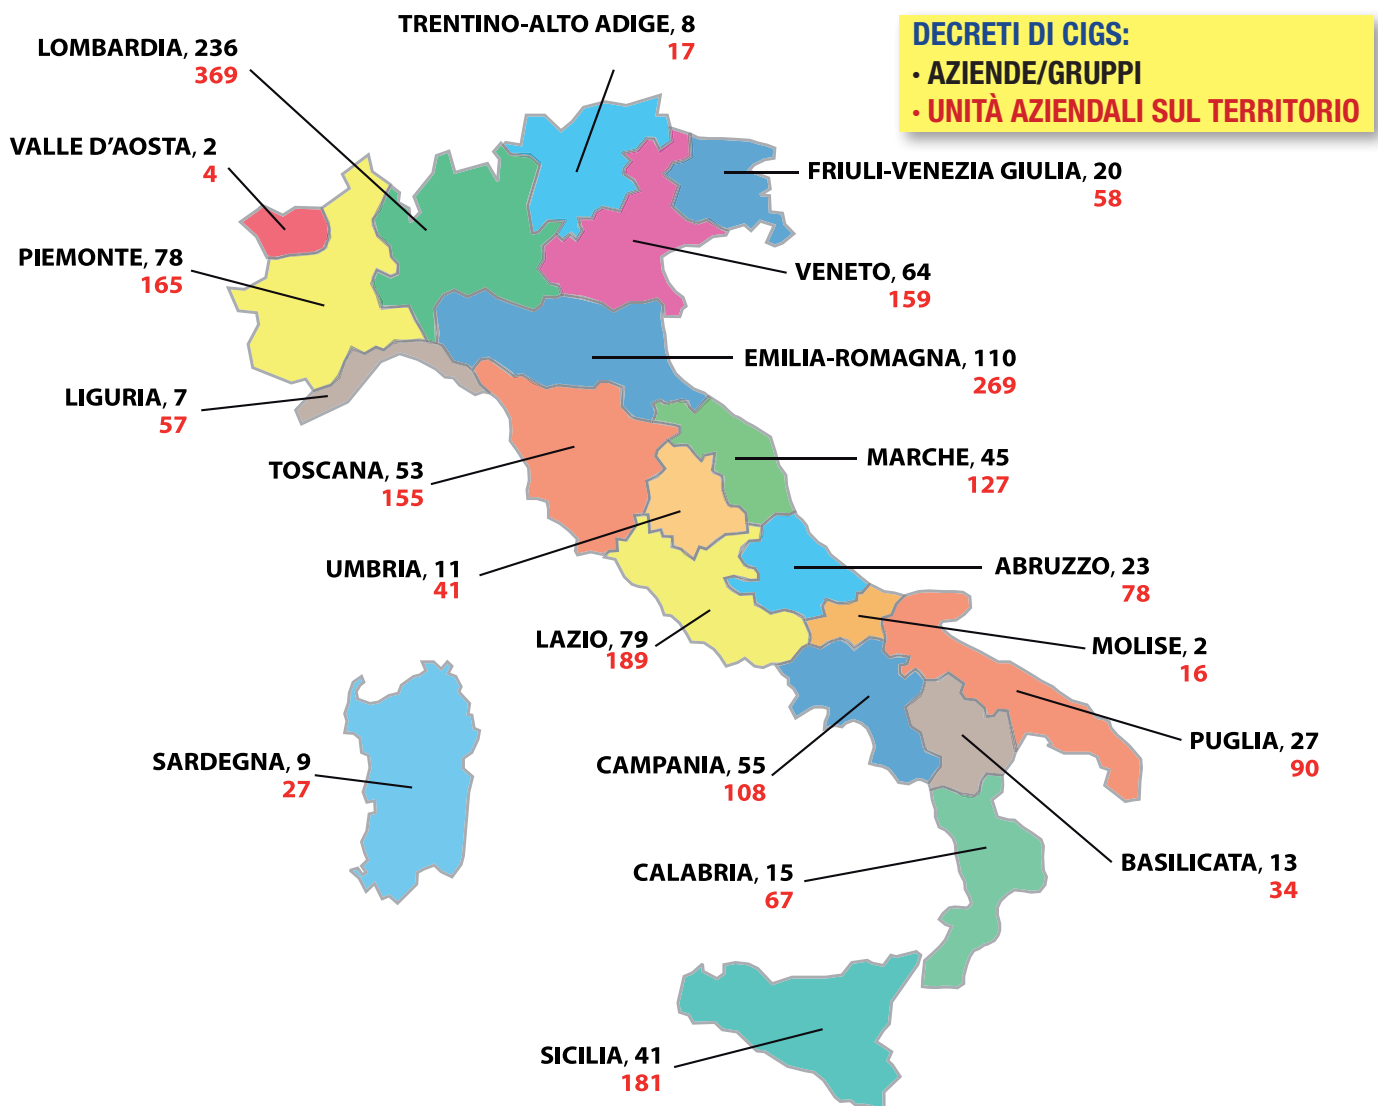 TRENTINO-ALTO ADIGE, 8
17
DECRETI DI CIGS:
• AZIENDE/GRUPPI
• UNITÀ AZIENDALI SUL TERRITORIO
LOMBARDIA, 236
369
VALLE D'AOSTA, 2
4
FRIULI-VENEZIA GIULIA, 20
58
PIEMONTE, 78
165
VENETO, 64
159
EMILIA-ROMAGNA, 110
269
LIGURIA, 7
57
TOSCANA, 53
155
MARCHE, 45
127
UMBRIA, 11
41
ABRUZZO, 23
78
LAZIO, 79
189
MOLISE, 2
16
SARDEGNA, 9
27
CAMPANIA, 55
108
PUGLIA, 27
90
CALABRIA, 15
67
BASILICATA, 13
34
SICILIA, 41
181